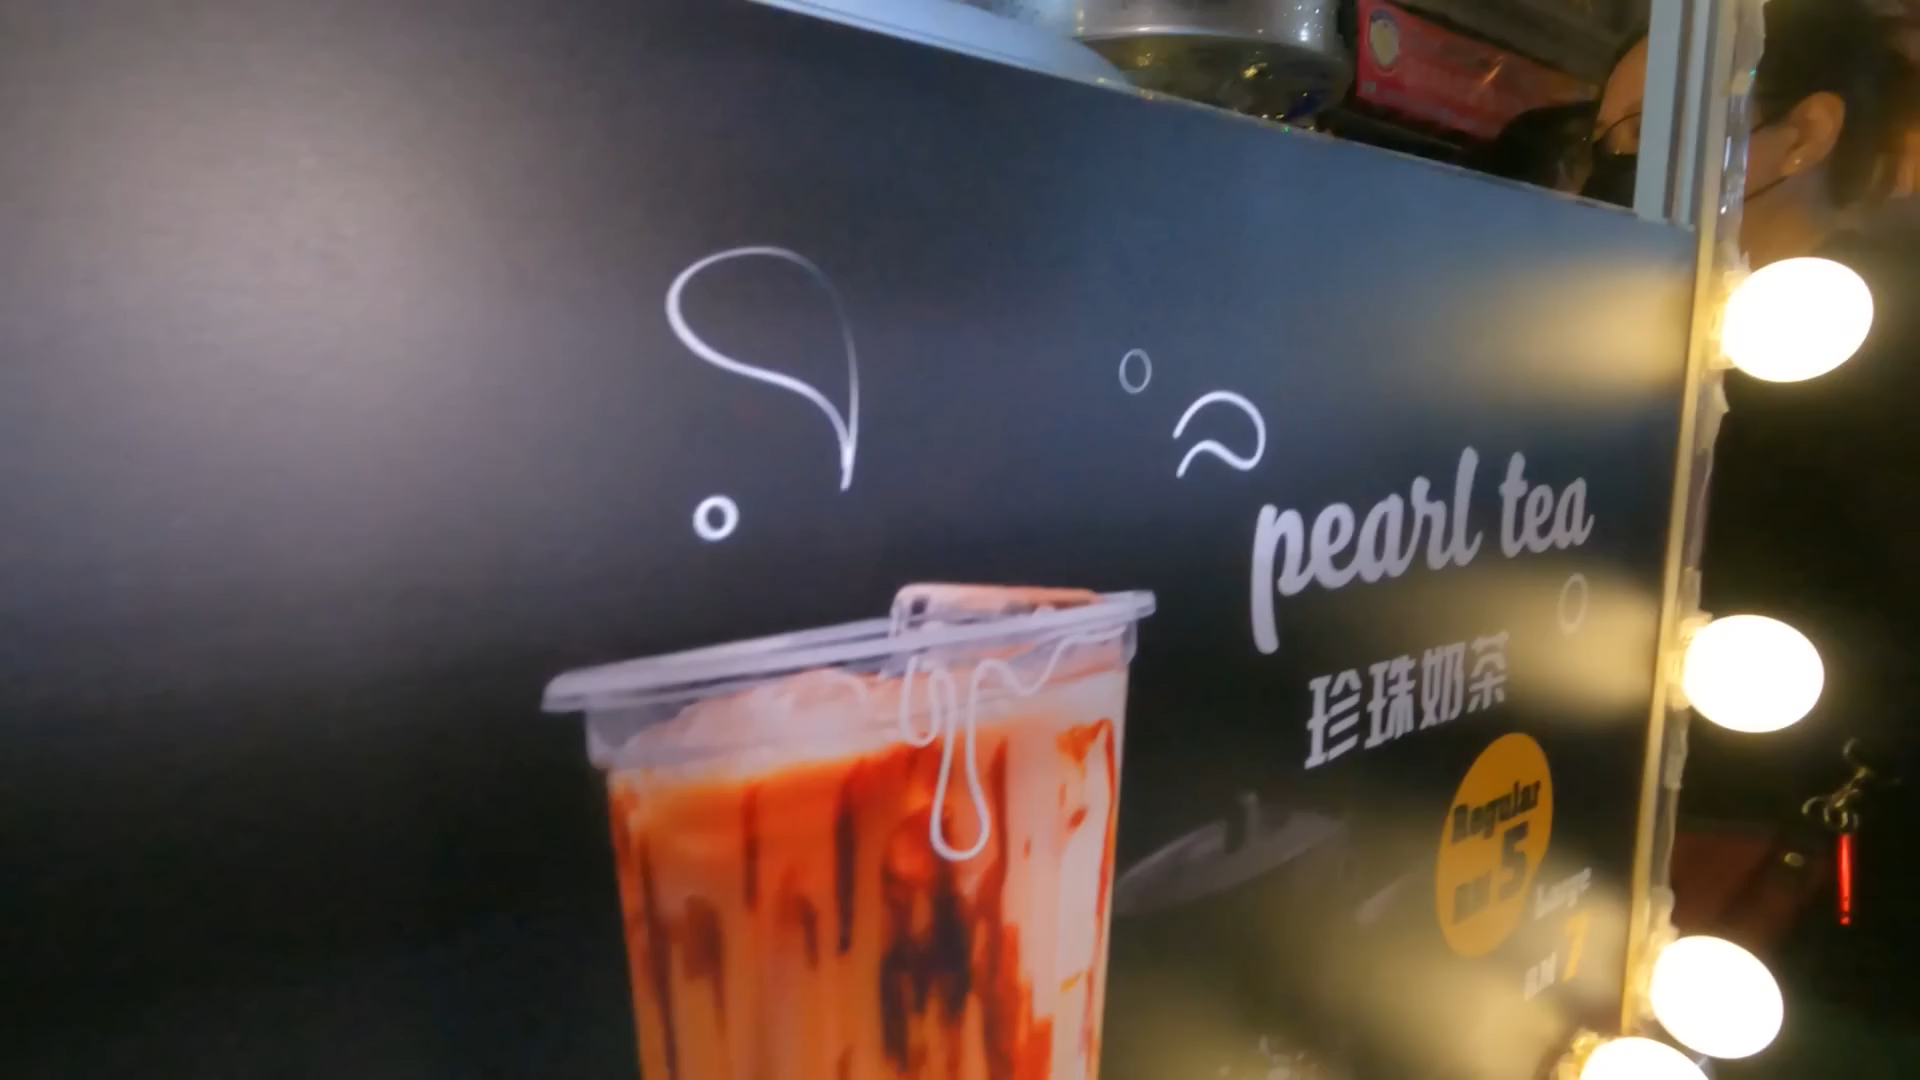 pearl tea
珍珠奶茶
Regular
RM 5
Large
RM 7